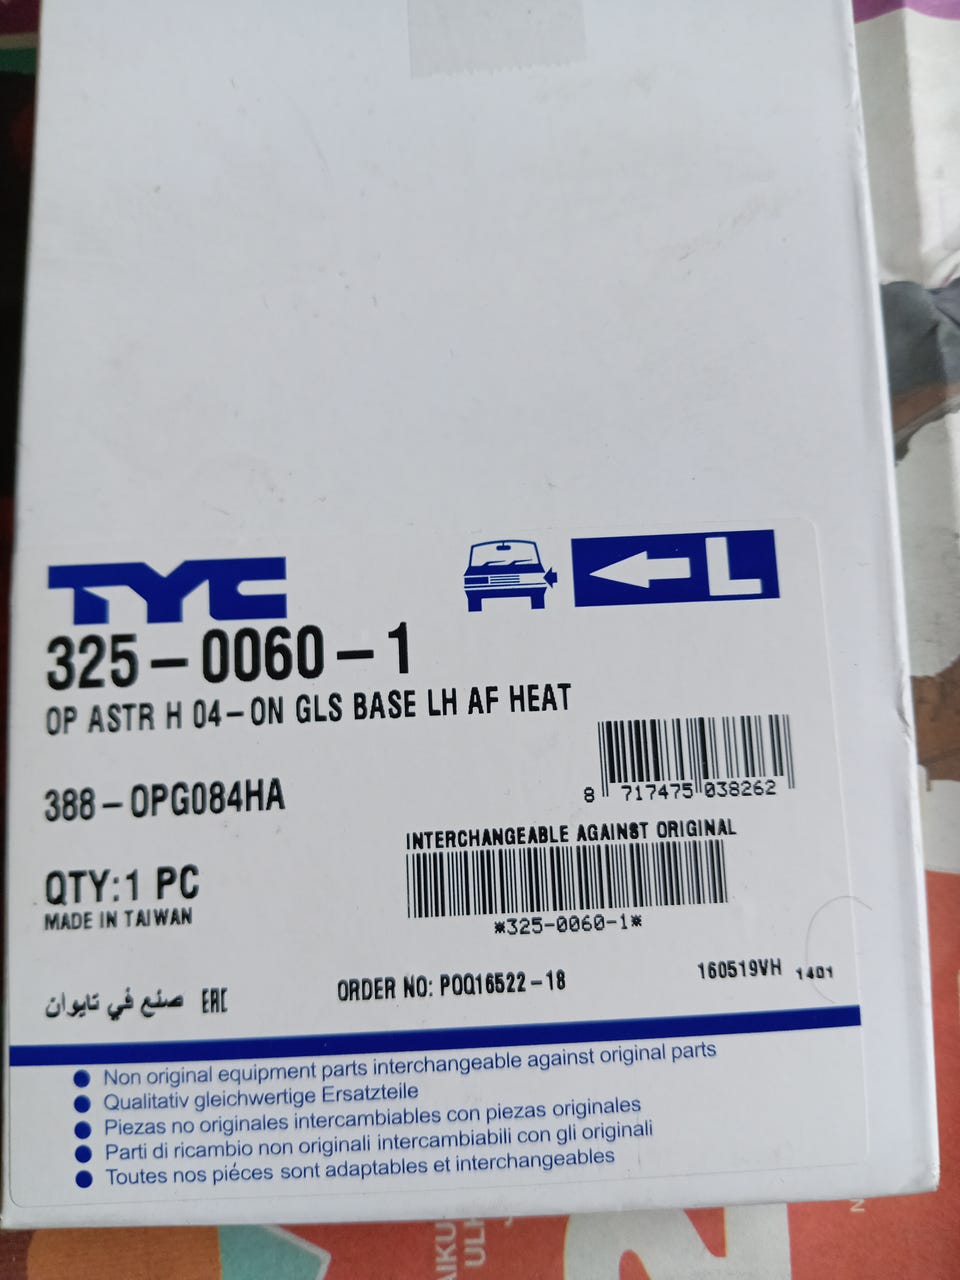 TYC
L
325-0060-1
OP ASTR H 04-ON GLS BASE LH AF HEAT
388-OPG084HA
8 717475 038262
INTERCHANGEABLE AGAINST ORIGINAL
QTY:1 PC
MADE IN TAIWAN
*325-0060-1*
صنع في تايوان EAC
ORDER NO: POQ16522-18
160519VH 1401
Non original equipment parts interchangeable against original parts
Qualitativ gleichwertige Ersatzteile
Piezas no originales intercambiables con piezas originales
Parti di ricambio non originali intercambiabili con gli originali
Toutes nos piéces sont adaptables et interchangeables